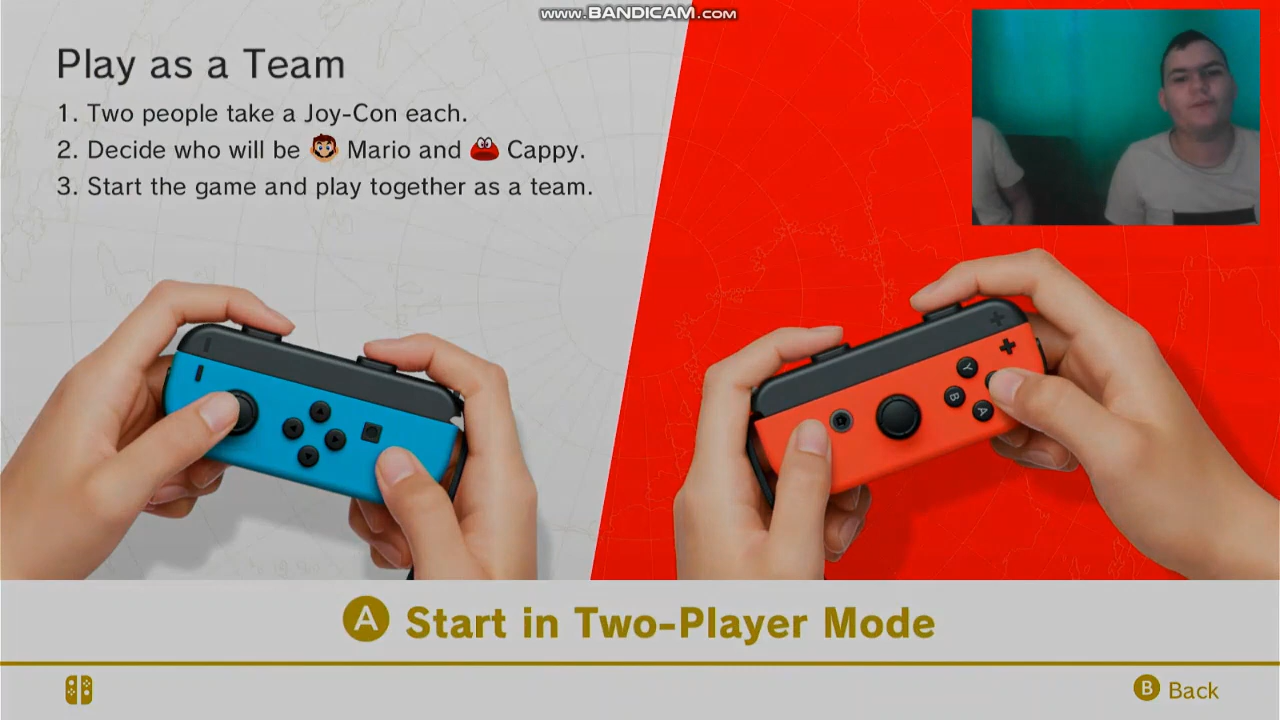 www.BANDICAM.com
Play as a Team
1. Two people take a Joy-Con each.
2. Decide who will be Mario and Cappy.
3. Start the game and play together as a team.
Y
B
A
A Start in Two-Player Mode
B Back